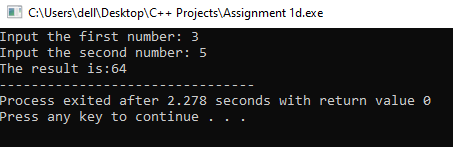 C:\Users\dell\Desktop\C++ Projects\Assignment 1d.exe
Input the first number: 3
Input the second number: 5
The result is:64
--------------------------------
Process exited after 2.278 seconds with return value 0
Press any key to continue . . .